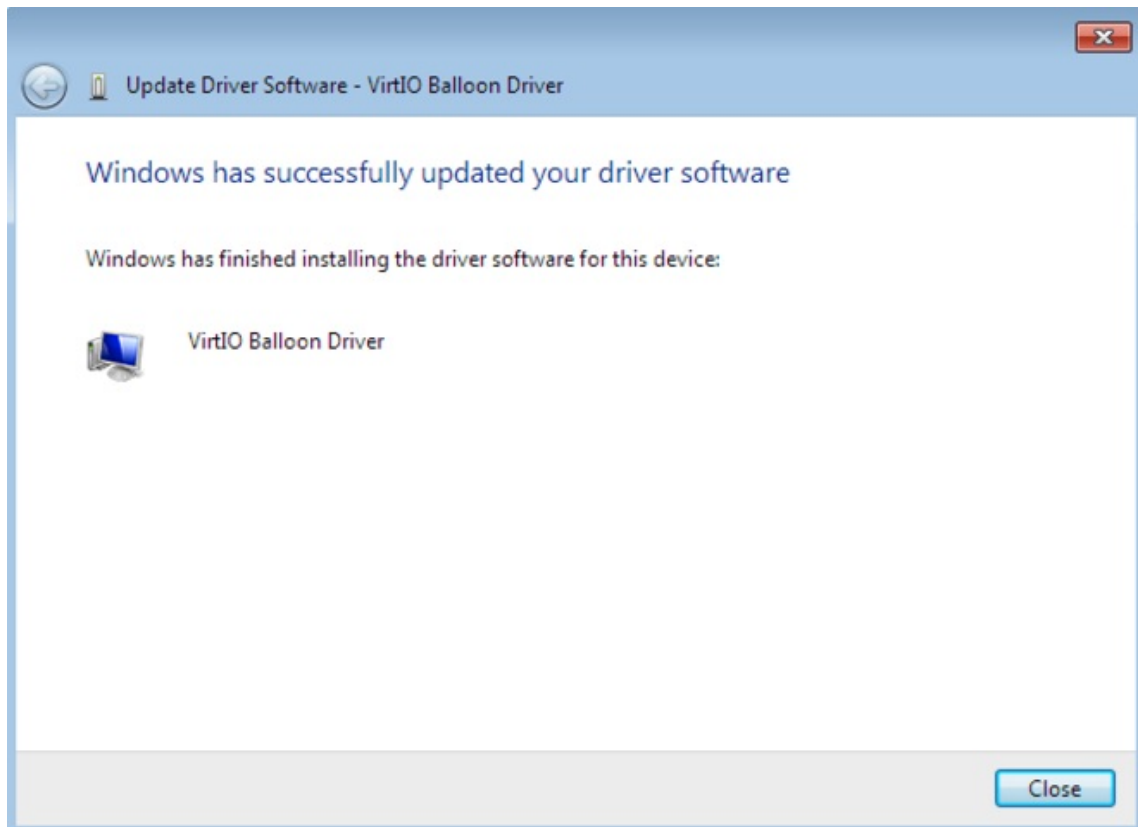 Update Driver Software - VirtIO Balloon Driver
Windows has successfully updated your driver software
Windows has finished installing the driver software for this device:
VirtIO Balloon Driver
Close